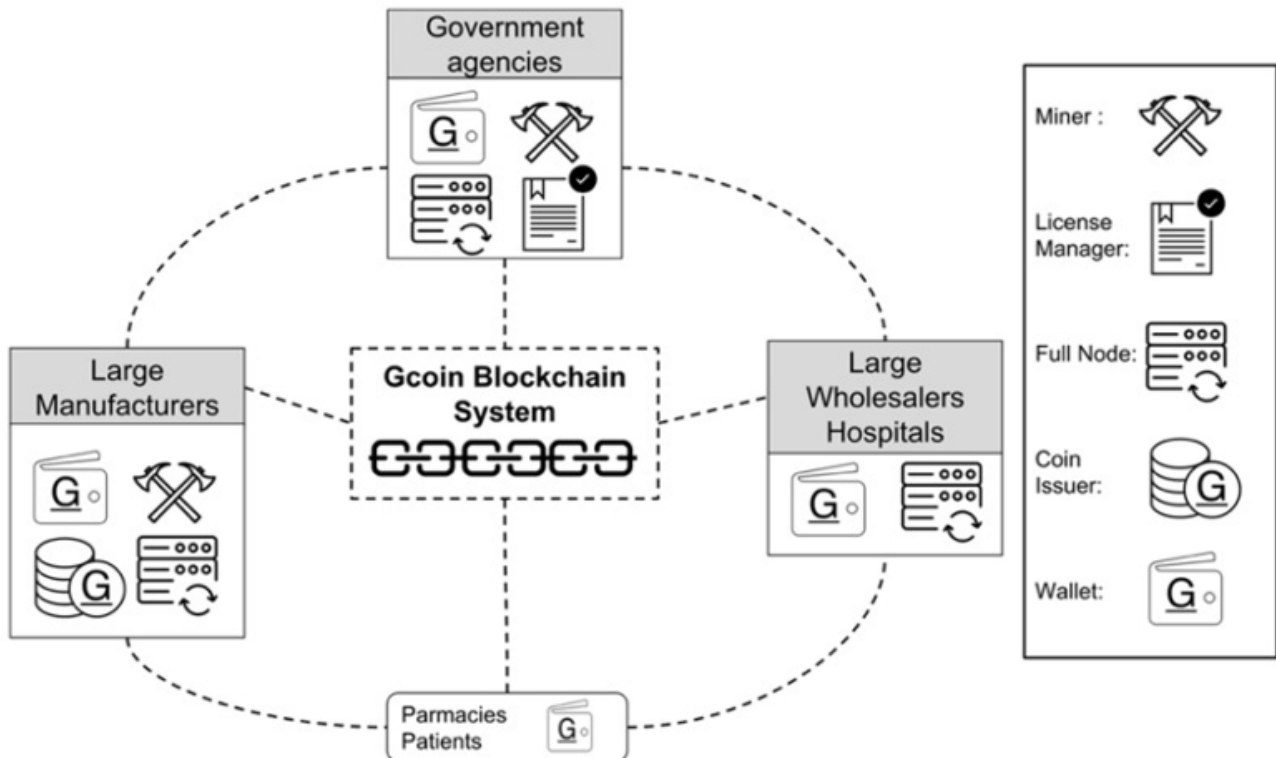 Government
agencies
G
Large
Manufacturers
G
G
Gcoin Blockchain
System
Large
Wholesalers
Hospitals
G
Parmacies
Patients
G
Miner :
License
Manager:
Full Node:
Coin
Issuer:
G
Wallet:
G